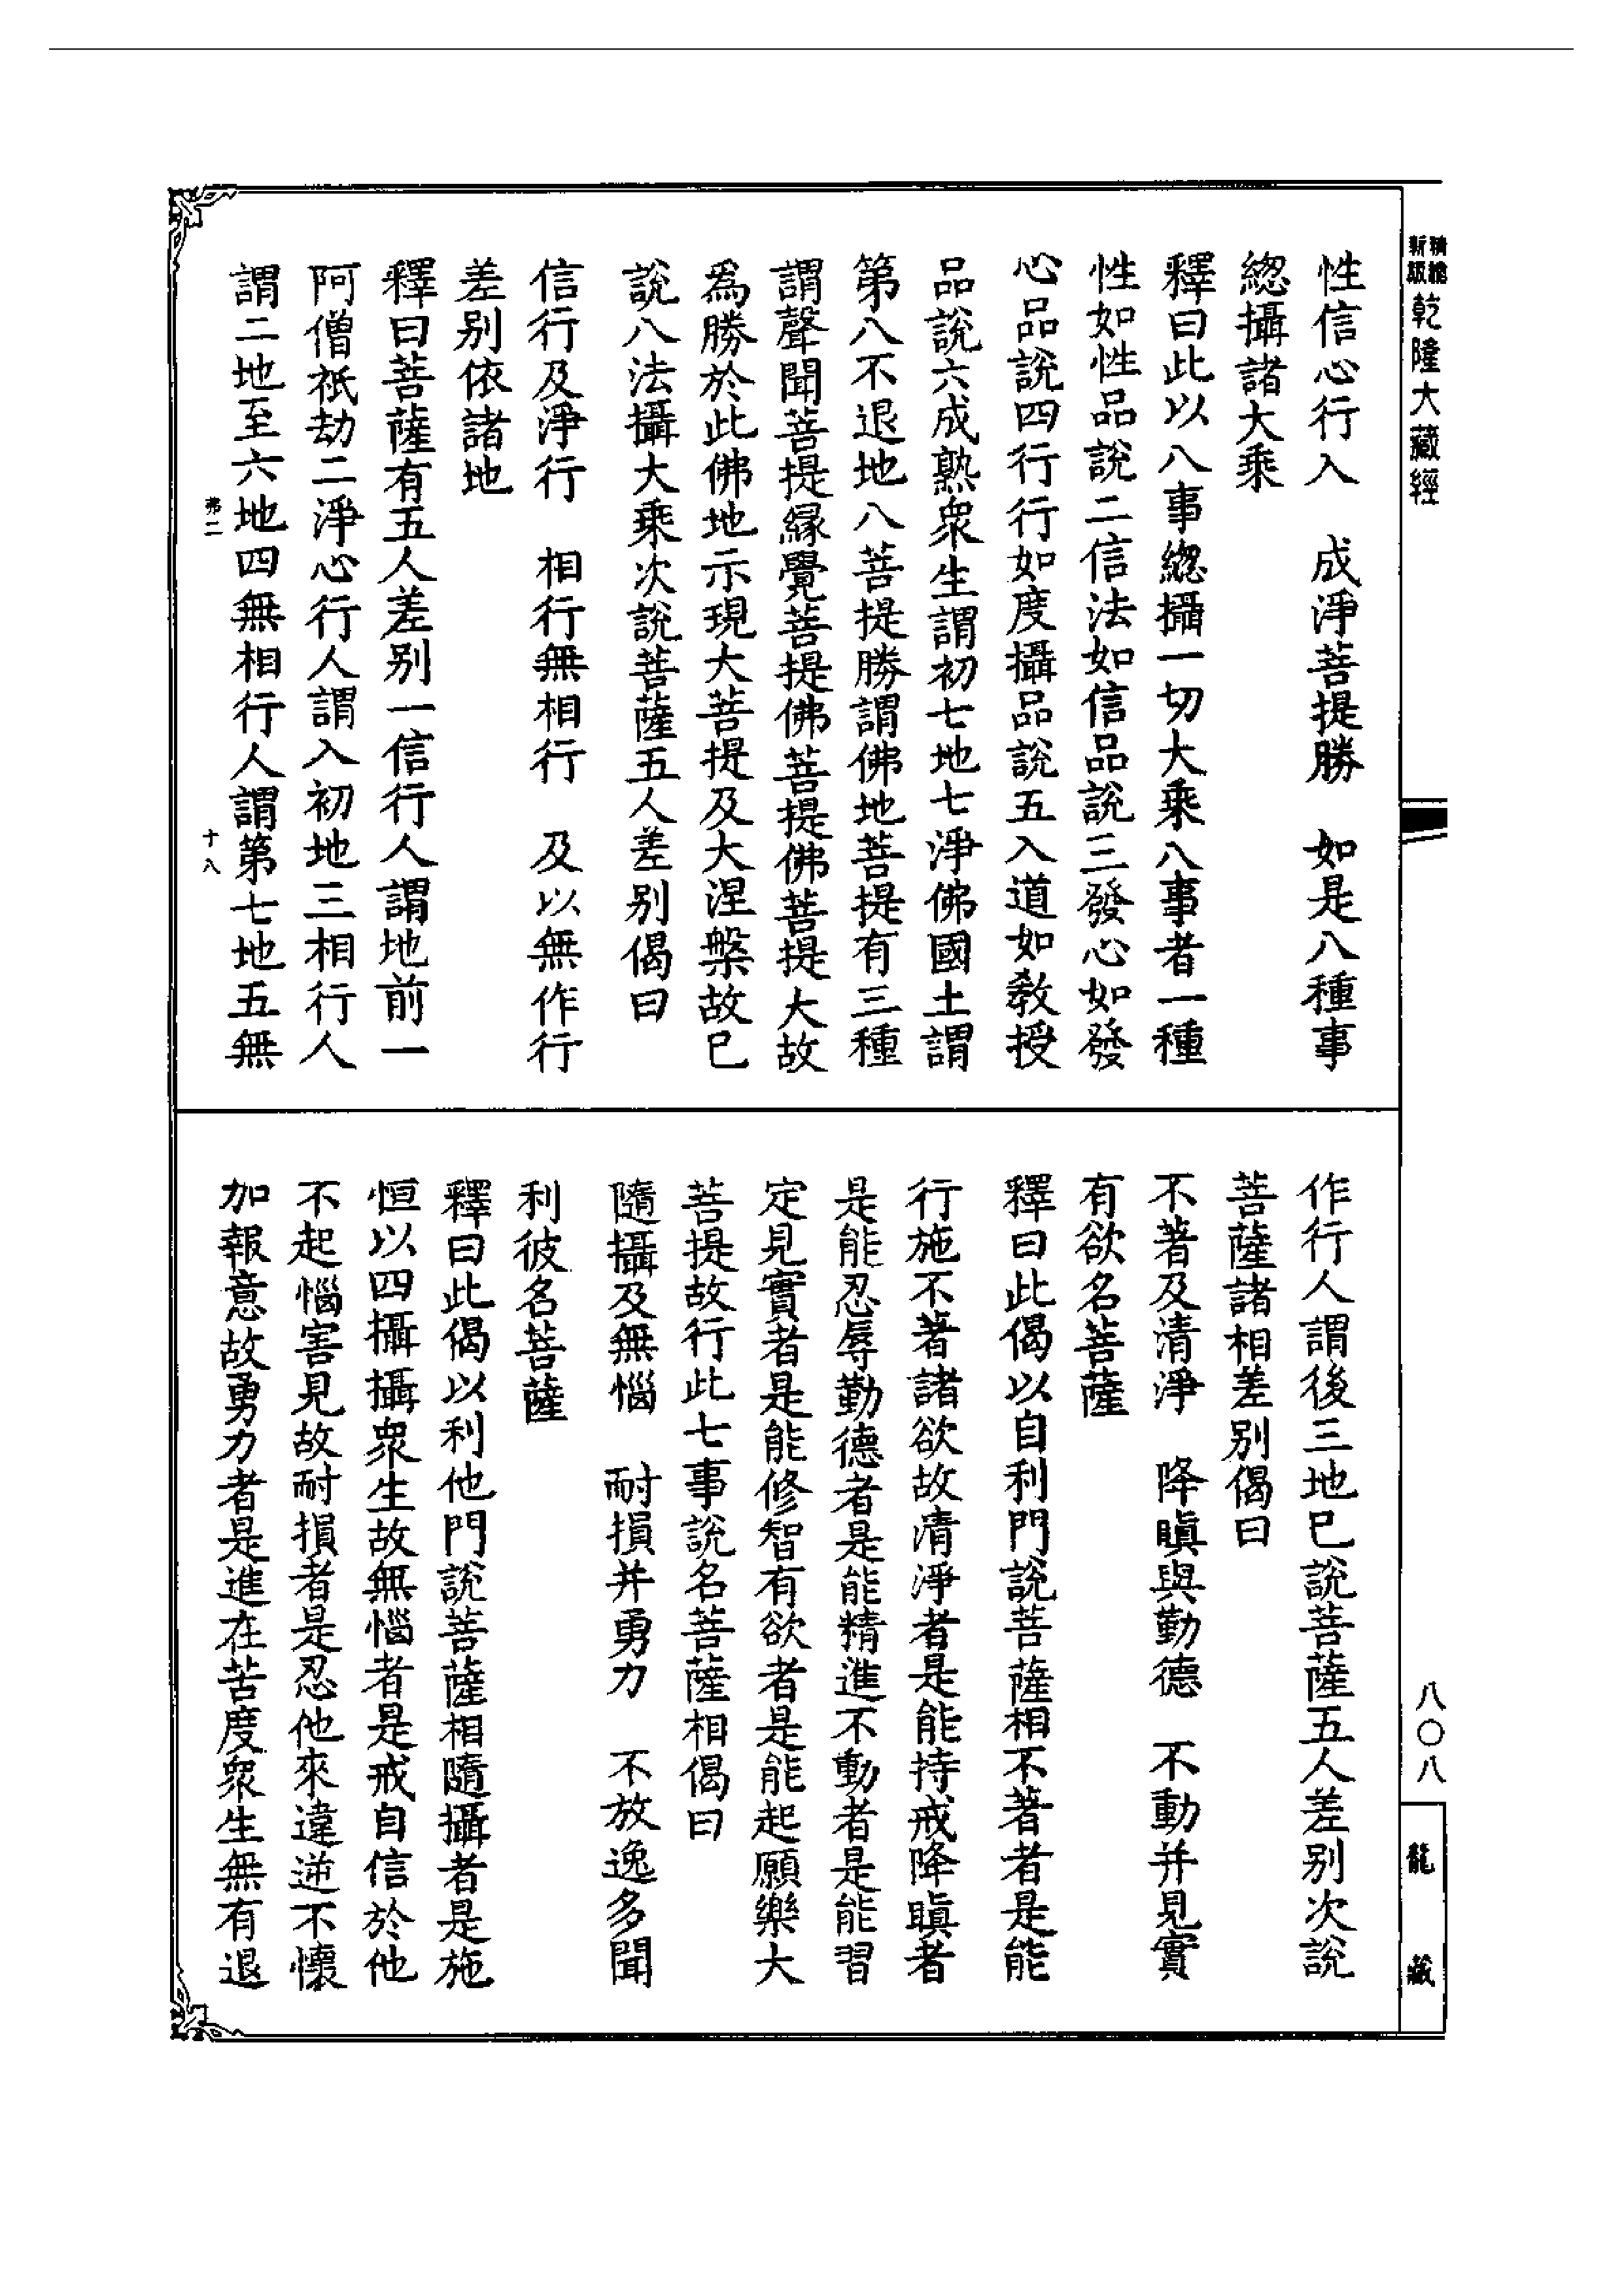 精繪新級乾隆大藏經
性信心行入　成淨菩提勝　如是八種事
緫攝諸大乘
釋曰此以八事緫攝一切大乘八事者一種
性如性品說二信法如信品說三發心如發
心品說四行行如度攝品說五入道如敎授
品說六成熟衆生謂初七地七淨佛國土謂
第八不退地八菩提勝謂佛地菩提有三種
謂聲聞菩提緣覺菩提佛菩提佛菩提大故
爲勝於此佛地示現大菩提及大涅槃故已
說八法攝大乘次說菩薩五人差别偈曰
信行及淨行　相行無相行　及以無作行
差别依諸地
釋曰菩薩有五人差别一信行人謂地前一
阿僧祇劫二淨心行人謂入初地三相行人
謂二地至六地四無相行人謂第七地五無
弗二　十八
作行人謂後三地已說菩薩五人差别次說
菩薩諸相差别偈曰
不著及清淨　降瞋與勤德　不動并見實
有欲名菩薩
釋曰此偈以自利門說菩薩相不著者是能
行施不著諸欲故清淨者是能持戒降瞋者
是能忍辱勤德者是能精進不動者是能習
定見實者是能修智有欲者是能起願樂大
菩提故行此七事說名菩薩相偈曰
隨攝及無惱　耐損并勇力　不放逸多聞
利彼名菩薩
釋曰此偈以利他門說菩薩相隨攝者是施
恒以四攝攝衆生故無惱者是戒自信於他
不起惱害見故耐損者是忍他來違逆不懷
加報意故勇力者是進在苦度衆生無有退
八〇八
龍藏